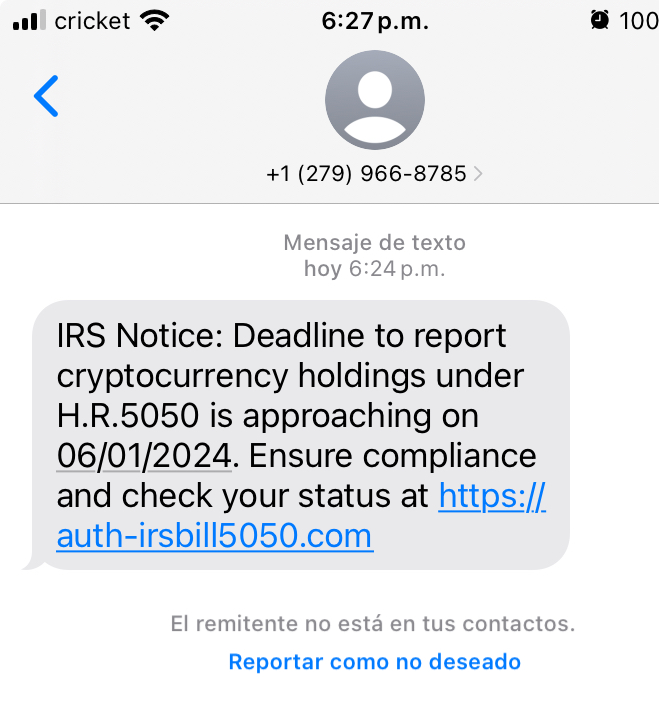 cricket 6:27 p.m. 100
+1 (279) 966-8785
Mensaje de texto
hoy 6:24 p.m.
IRS Notice: Deadline to report
cryptocurrency holdings under
H.R.5050 is approaching on
06/01/2024. Ensure compliance
and check your status at https://
auth-irsbill5050.com
El remitente no está en tus contactos.
Reportar como no deseado